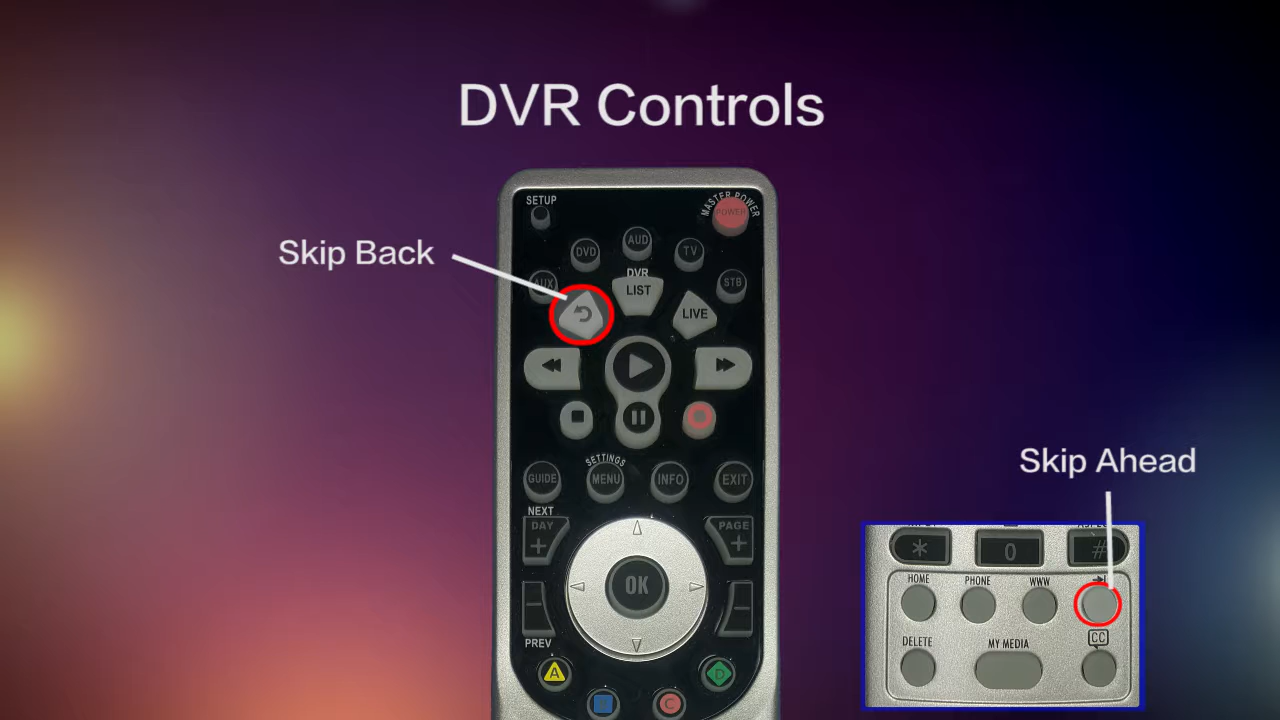 DVR Controls
SETUP
MASTER POWER
POWER
DVD
AUD
TV
Skip Back
AUX
DVR
LIST
STB
LIVE
GUIDE
SETTINGS
MENU
INFO
EXIT
NEXT
DAY
+
PAGE
+
OK
PREV
A
D
C
Skip Ahead
*
0
#
HOME
PHONE
WWW
DELETE
MY MEDIA
CC